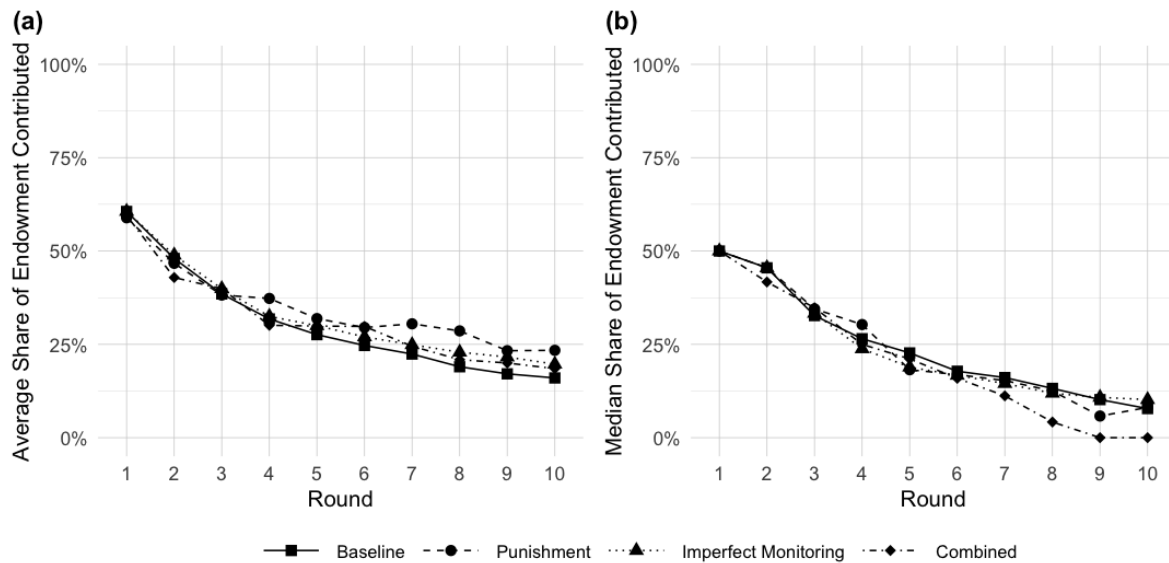 (a)
Average Share of Endowment Contributed
100%
75%
50%
25%
0%
1 2 3 4 5 6 7 8 9 10
Round
(b)
Median Share of Endowment Contributed
100%
75%
50%
25%
0%
1 2 3 4 5 6 7 8 9 10
Round
Baseline Punishment Imperfect Monitoring Combined